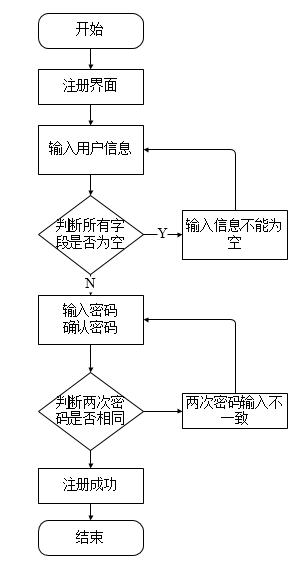 开始
注册界面
输入用户信息
判断所有字
段是否为空
Y
输入信息不能为
空
N
输入密码
确认密码
判断两次密
码是否相同
两次密码输入不
一致
注册成功
结束